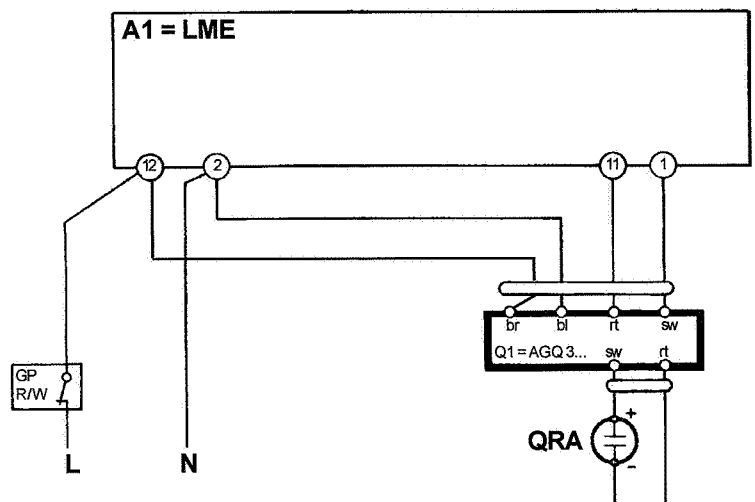 A1 = LME
12 2 11 1
br bl rt sw
Q1 = AGQ 3... sw rt
GP
R/W
+
QRA
-
L N